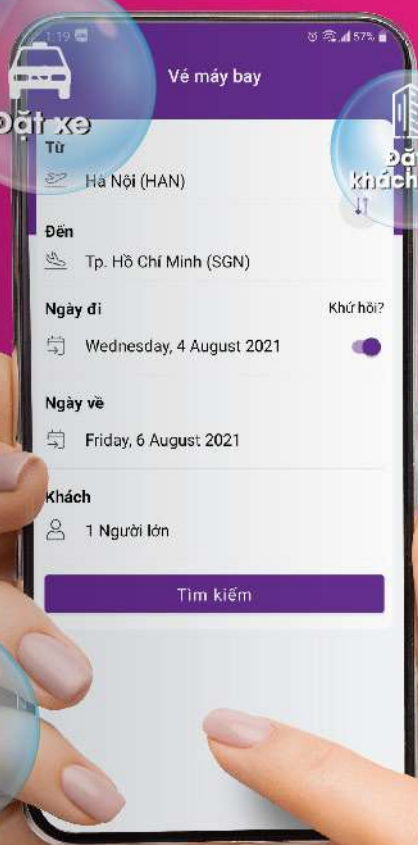 1:19
57%
Vé máy bay
Đặt xe
Từ
Hà Nội (HAN)
Đến
Tp. Hồ Chí Minh (SGN)
Ngày đi
Khứ hồi?
Wednesday, 4 August 2021
Ngày về
Friday, 6 August 2021
Khách
1 Người lớn
Tìm kiếm